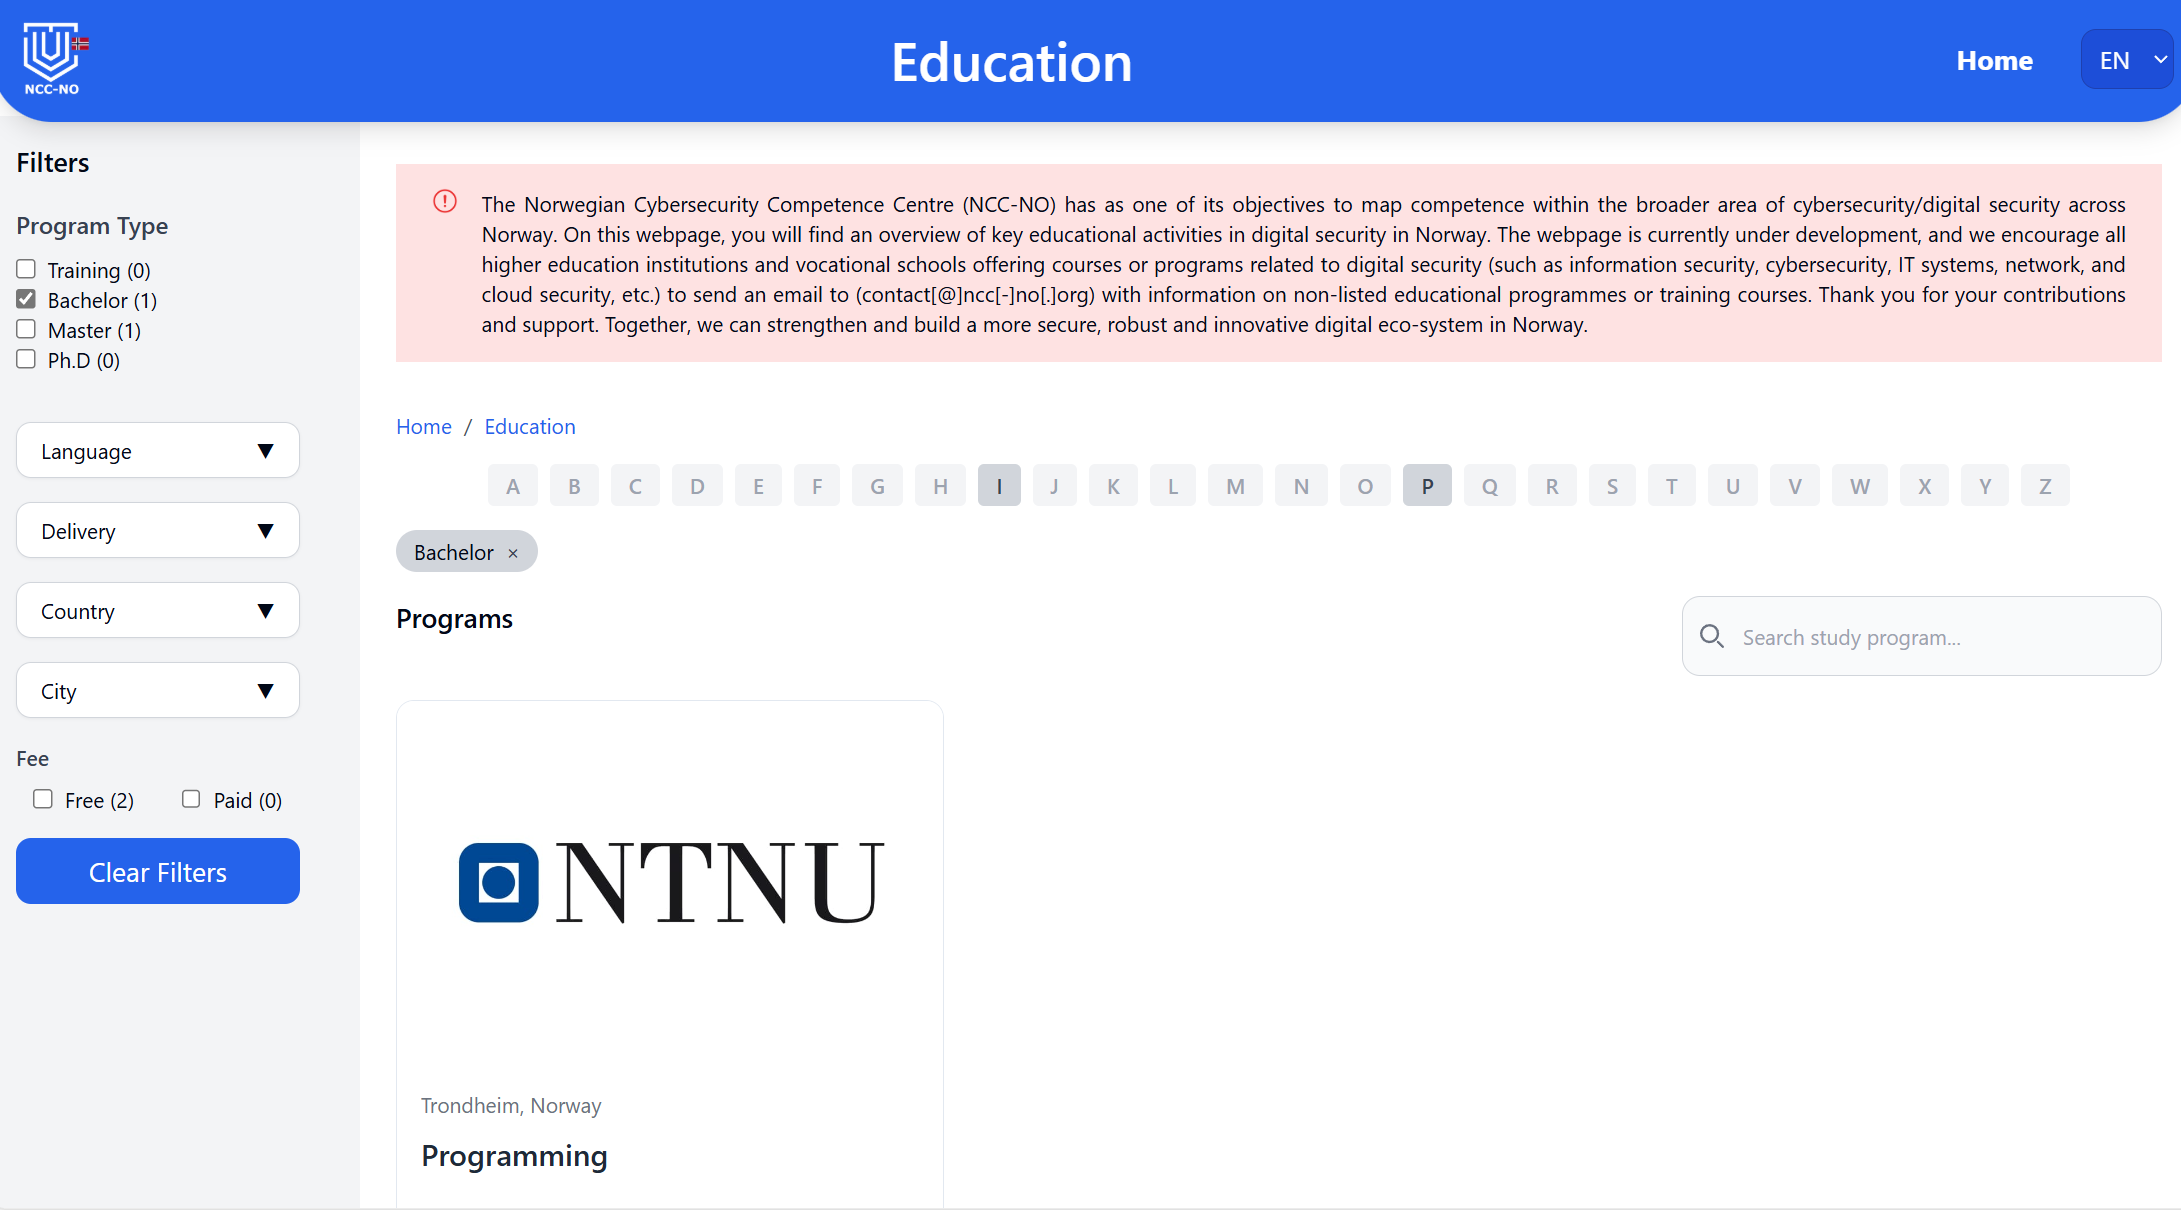 NCC-NO
Education
Home
EN
Filters
Program Type
Training (0)
Bachelor (1)
Master (1)
Ph.D (0)
Language
Delivery
Country
City
Fee
Free (2)
Paid (0)
Clear Filters
The Norwegian Cybersecurity Competence Centre (NCC-NO) has as one of its objectives to map competence within the broader area of cybersecurity/digital security across
Norway. On this webpage, you will find an overview of key educational activities in digital security in Norway. The webpage is currently under development, and we encourage all
higher education institutions and vocational schools offering courses or programs related to digital security (such as information security, cybersecurity, IT systems, network, and
cloud security, etc.) to send an email to (contact[@]ncc[-]no[.]org) with information on non-listed educational programmes or training courses. Thank you for your contributions
and support. Together, we can strengthen and build a more secure, robust and innovative digital eco-system in Norway.
Home / Education
A B C D E F G H I J K L M N O P Q R S T U V W X Y Z
Bachelor ×
Programs
Search study program...
NTNU
Trondheim, Norway
Programming